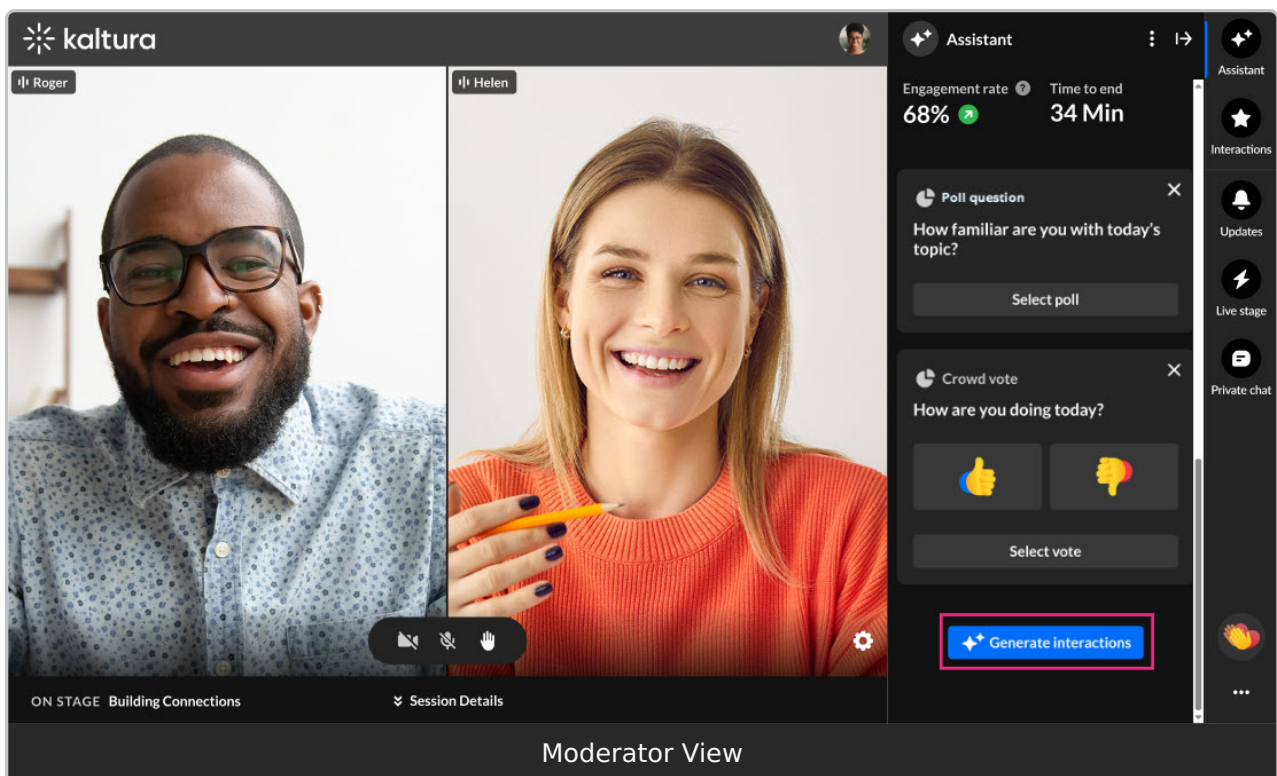 kaltura
Roger
Helen
Assistant
Engagement rate ?
Time to end
68%
34 Min
Poll question
How familiar are you with today's
topic?
Select poll
Crowd vote
How are you doing today?
Select vote
Generate interactions
ON STAGE Building Connections
Session Details
Assistant
Interactions
Updates
Live stage
Private chat
Moderator View